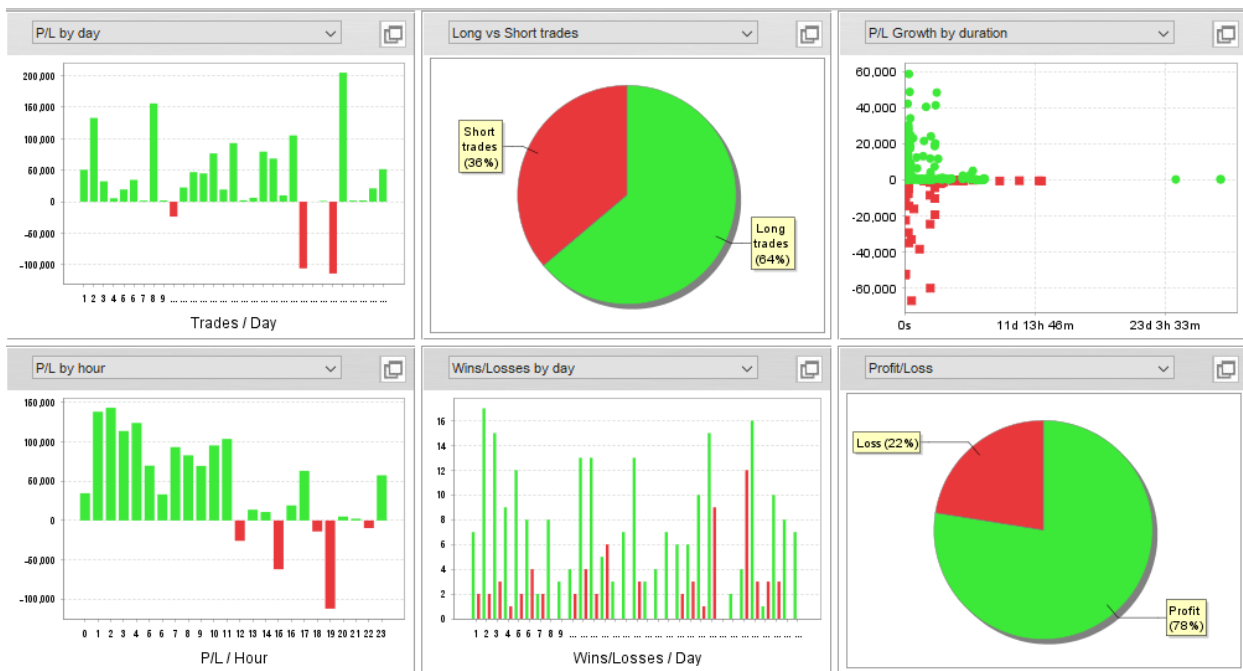 P/L by day
200,000
150,000
100,000
50,000
0
-50,000
-100,000
1 2 3 4 5 6 7 8 9 ... ... ... ... ... ... ... ... ... ... ... ... ... ... ... ... ... ... ... ... ... ...
Trades / Day
Long vs Short trades
Short
trades
(36%)
Long
trades
(64%)
P/L Growth by duration
60,000
40,000
20,000
0
-20,000
-40,000
-60,000
0s 11d 13h 46m 23d 3h 33m
P/L by hour
150,000
100,000
50,000
0
-50,000
-100,000
0 1 2 3 4 5 6 7 8 9 10 11 12 13 14 15 16 17 18 19 20 21 22 23
P/L / Hour
Wins/Losses by day
16
14
12
10
8
6
4
2
0
1 2 3 4 5 6 7 8 9 ... ... ... ... ... ... ... ... ... ... ... ... ... ... ... ... ... ... ... ... ... ...
Wins/Losses / Day
Profit/Loss
Loss (22%)
Profit
(78%)